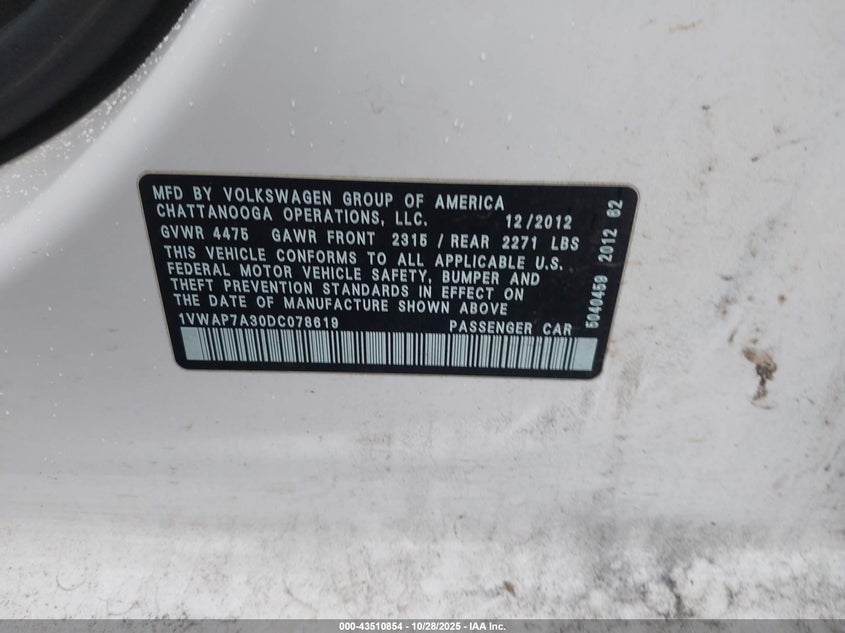 MFD BY VOLKSWAGEN GROUP OF AMERICA
CHATTANOOGA OPERATIONS, LLC. 12/2012
GVWR 4475 GAWR FRONT 2315 / REAR 2271 LBS
THIS VEHICLE CONFORMS TO ALL APPLICABLE U.S.
FEDERAL MOTOR VEHICLE SAFETY, BUMPER AND
THEFT PREVENTION STANDARDS IN EFFECT ON
THE DATE OF MANUFACTURE SHOWN ABOVE
1VWAP7A30DC078619 PASSENGER CAR
5040459 2012 62
000-43510854 | 10/28/2025 - IAA Inc.